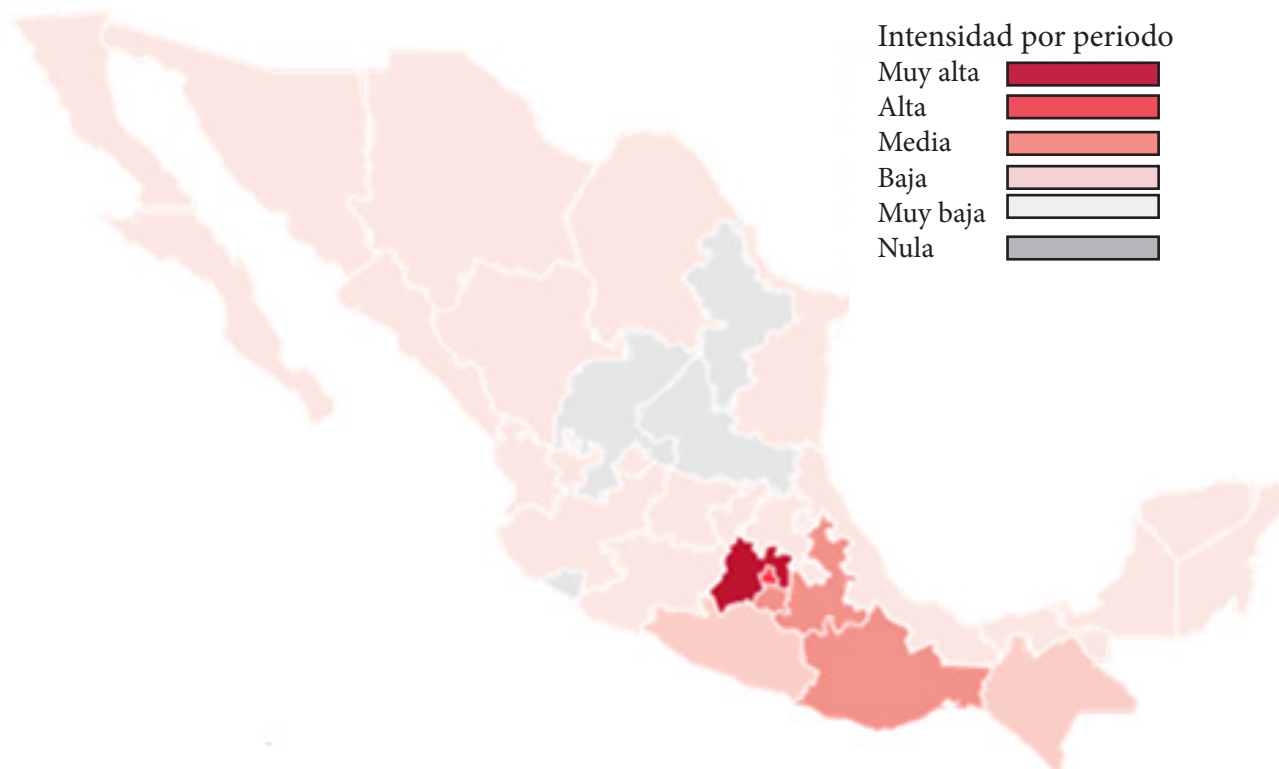 Intensidad por periodo
Muy alta
Alta
Media
Baja
Muy baja
Nula